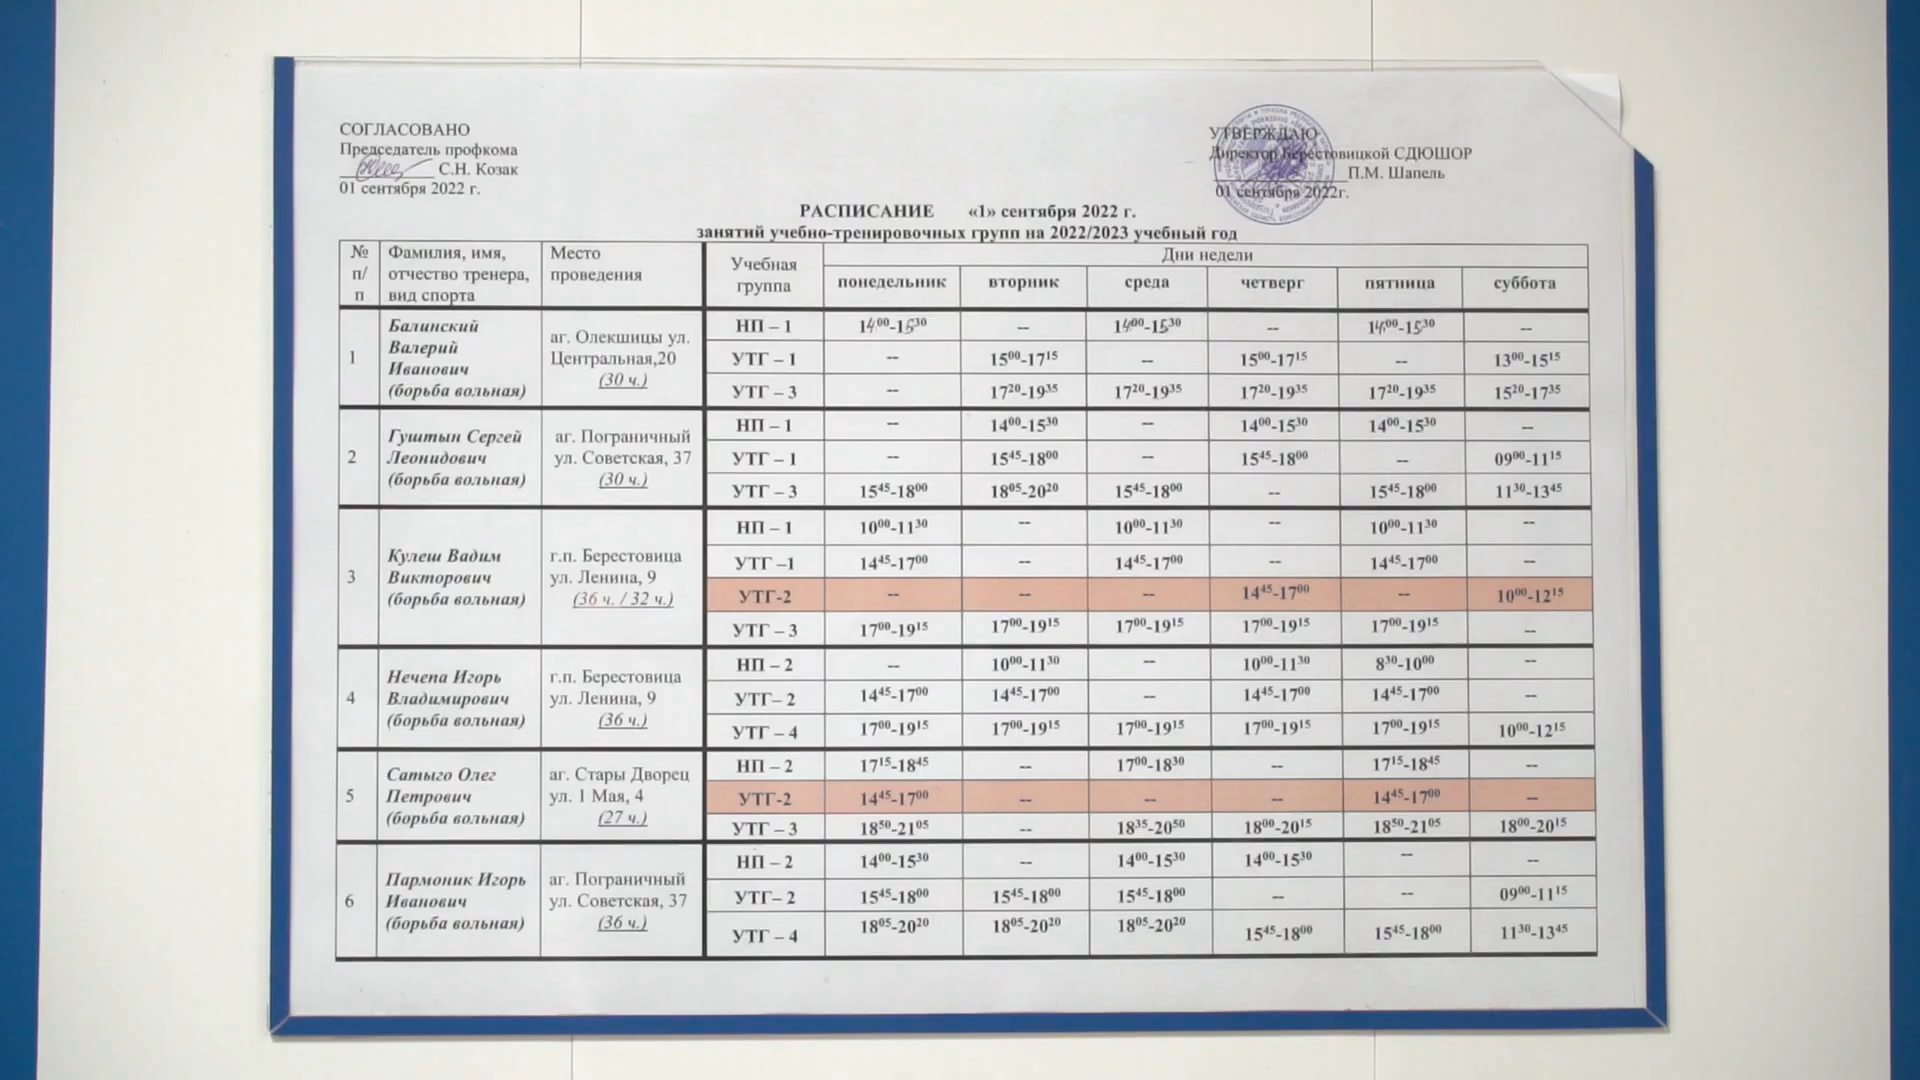 СОГЛАСОВАНО
Председатель профкома
С.Н. Козак
01 сентября 2022 г.
УТВЕРЖДАЮ
Директор Берестовицкой СДЮШОР
П.М. Шапель
01 сентября 2022г.
РАСПИСАНИЕ «1» сентября 2022 г.
занятий учебно-тренировочных групп на 2022/2023 учебный год
№ п/п Фамилия, имя, отчество тренера, вид спорта Место проведения Учебная группа Дни недели
понедельник вторник среда четверг пятница суббота
1 Балинский Валерий Иванович (борьба вольная) аг. Олекшицы ул. Центральная,20 (30 ч.)
НП – 1 14⁰⁰-15³⁰ -- 14⁰⁰-15³⁰ -- 14⁰⁰-15³⁰ --
УТГ – 1 -- 15⁰⁰-17¹⁵ -- 15⁰⁰-17¹⁵ -- 13⁰⁰-15¹⁵
УТГ – 3 -- 17²⁰-19³⁵ 17²⁰-19³⁵ 17²⁰-19³⁵ 17²⁰-19³⁵ 15²⁰-17³⁵
2 Гуштын Сергей Леонидович (борьба вольная) аг. Пограничный ул. Советская, 37 (30 ч.)
НП – 1 -- 14⁰⁰-15³⁰ -- 14⁰⁰-15³⁰ 14⁰⁰-15³⁰ --
УТГ – 1 -- 15⁴⁵-18⁰⁰ -- 15⁴⁵-18⁰⁰ -- 09⁰⁰-11¹⁵
УТГ – 3 15⁴⁵-18⁰⁰ 18⁰⁵-20²⁰ 15⁴⁵-18⁰⁰ -- 15⁴⁵-18⁰⁰ 11³⁰-13⁴⁵
3 Кулеш Вадим Викторович (борьба вольная) г.п. Берестовица ул. Ленина, 9 (36 ч. / 32 ч.)
НП – 1 10⁰⁰-11³⁰ -- 10⁰⁰-11³⁰ -- 10⁰⁰-11³⁰ --
УТГ –1 14⁴⁵-17⁰⁰ -- 14⁴⁵-17⁰⁰ -- 14⁴⁵-17⁰⁰ --
УТГ-2 -- -- -- 14⁴⁵-17⁰⁰ -- 10⁰⁰-12¹⁵
УТГ – 3 17⁰⁰-19¹⁵ 17⁰⁰-19¹⁵ 17⁰⁰-19¹⁵ 17⁰⁰-19¹⁵ 17⁰⁰-19¹⁵ --
4 Нечепа Игорь Владимирович (борьба вольная) г.п. Берестовица ул. Ленина, 9 (36 ч.)
НП – 2 -- 10⁰⁰-11³⁰ -- 10⁰⁰-11³⁰ 8³⁰-10⁰⁰ --
УТГ– 2 14⁴⁵-17⁰⁰ 14⁴⁵-17⁰⁰ -- 14⁴⁵-17⁰⁰ 14⁴⁵-17⁰⁰ --
УТГ – 4 17⁰⁰-19¹⁵ 17⁰⁰-19¹⁵ 17⁰⁰-19¹⁵ 17⁰⁰-19¹⁵ 17⁰⁰-19¹⁵ 10⁰⁰-12¹⁵
5 Сатыго Олег Петрович (борьба вольная) аг. Стары Дворец ул. 1 Мая, 4 (27 ч.)
НП – 2 17¹⁵-18⁴⁵ -- 17⁰⁰-18³⁰ -- 17¹⁵-18⁴⁵ --
УТГ-2 14⁴⁵-17⁰⁰ -- -- -- 14⁴⁵-17⁰⁰ --
УТГ – 3 18⁵⁰-21⁰⁵ -- 18³⁵-20⁵⁰ 18⁰⁰-20¹⁵ 18⁵⁰-21⁰⁵ 18⁰⁰-20¹⁵
6 Пармоник Игорь Иванович (борьба вольная) аг. Пограничный ул. Советская, 37 (36 ч.)
НП – 2 14⁰⁰-15³⁰ -- 14⁰⁰-15³⁰ 14⁰⁰-15³⁰ -- --
УТГ– 2 15⁴⁵-18⁰⁰ 15⁴⁵-18⁰⁰ 15⁴⁵-18⁰⁰ -- -- 09⁰⁰-11¹⁵
УТГ – 4 18⁰⁵-20²⁰ 18⁰⁵-20²⁰ 18⁰⁵-20²⁰ 15⁴⁵-18⁰⁰ 15⁴⁵-18⁰⁰ 11³⁰-13⁴⁵